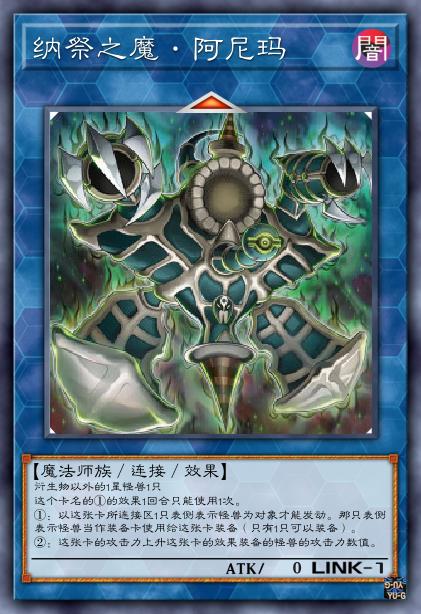 纳祭之魔・阿尼玛
闇
【魔法师族/连接/效果】
衍生物以外的1星怪兽1只
这个卡名的①的效果1回合只能使用1次。
①：以这张卡所连接区1只表侧表示怪兽为对象才能发动。那只表侧
表示怪兽当作装备卡使用给这张卡装备（只有1只可以装备）。
②：这张卡的攻击力上升这张卡的效果装备的怪兽的攻击力数值。
ATK/ 0 LINK-1